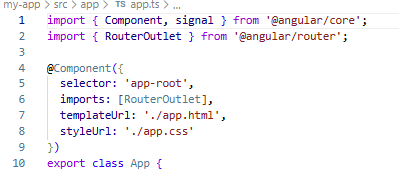 my-app > src > app > TS app.ts > ...
1 import { Component, signal } from '@angular/core';
2 import { RouterOutlet } from '@angular/router';
3
4 @Component({
5   selector: 'app-root',
6   imports: [RouterOutlet],
7   templateUrl: './app.html',
8   styleUrl: './app.css'
9 })
10 export class App {